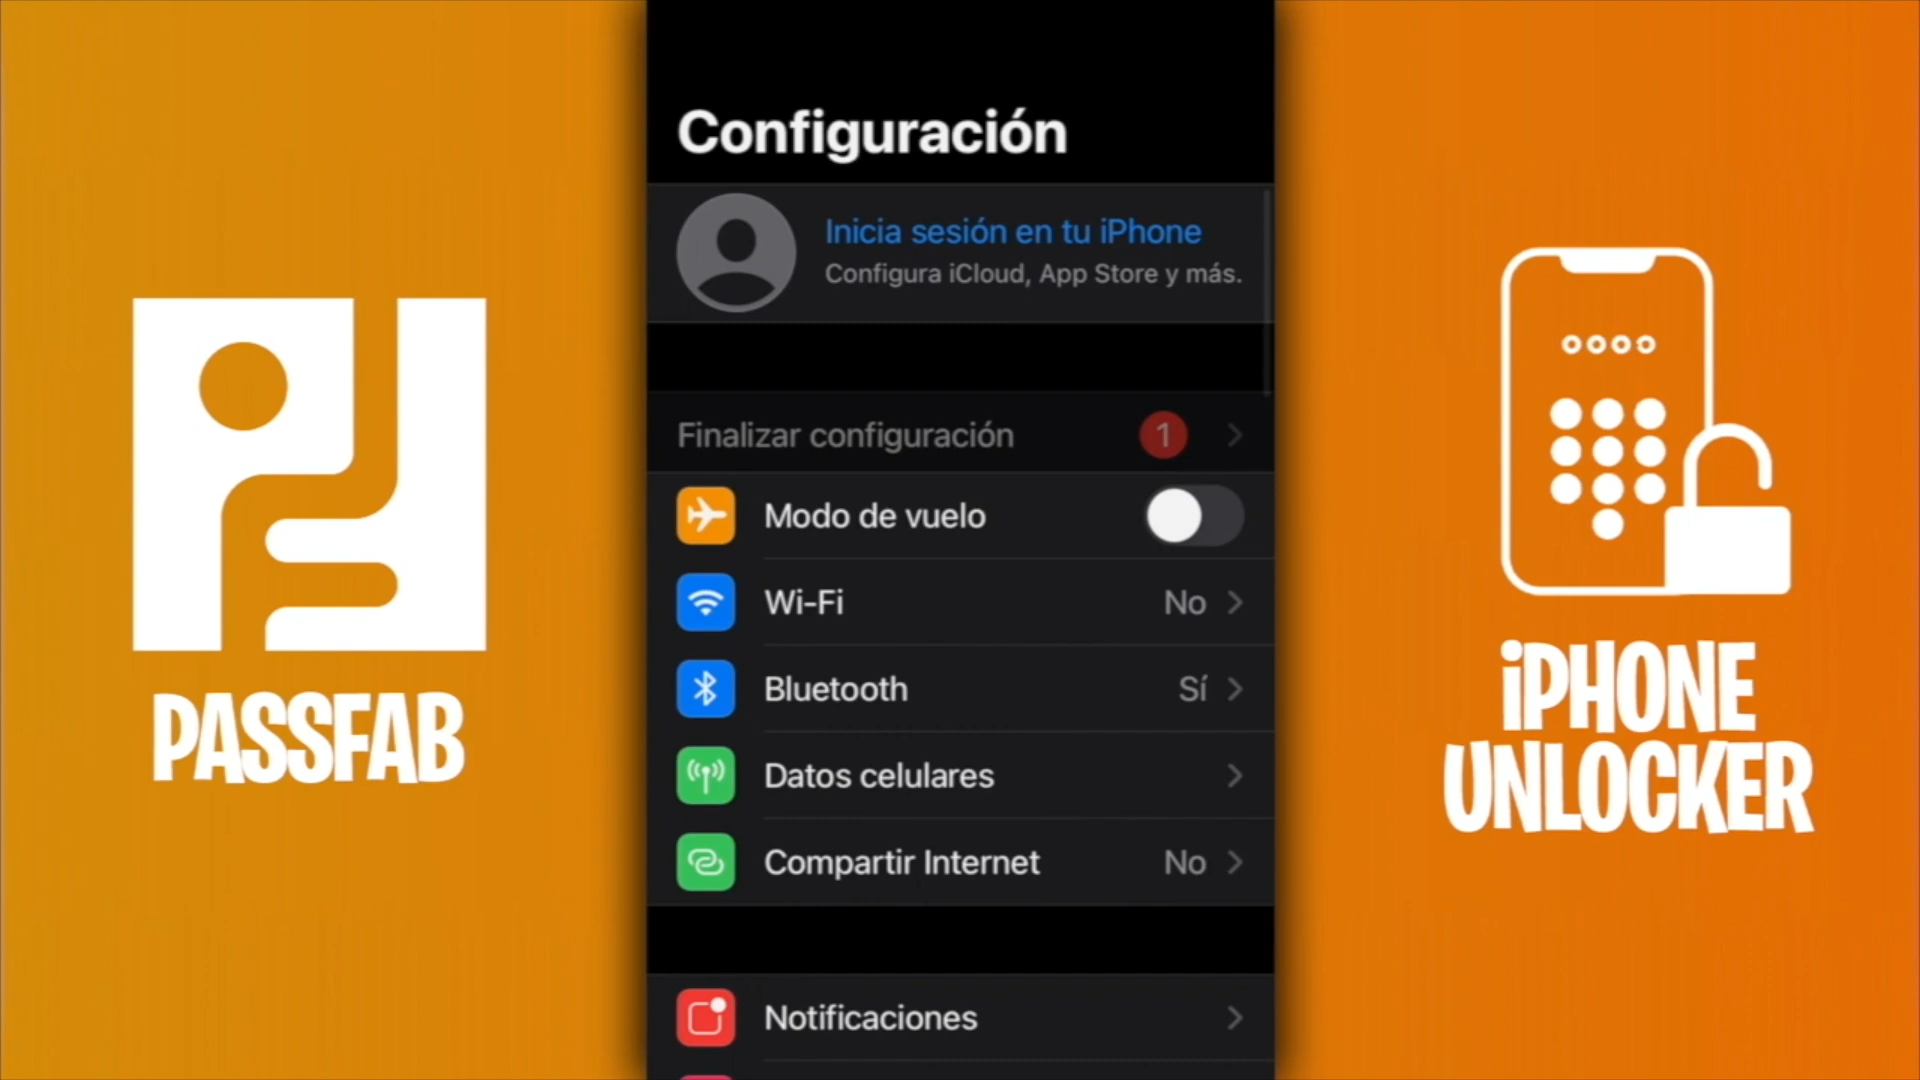 Configuración
Inicia sesión en tu iPhone
Configura iCloud, App Store y más.
Finalizar configuración 1
Modo de vuelo
Wi-Fi No
Bluetooth Sí
Datos celulares
Compartir Internet No
Notificaciones
PASSFAB
iPHONE
UNLOCKER